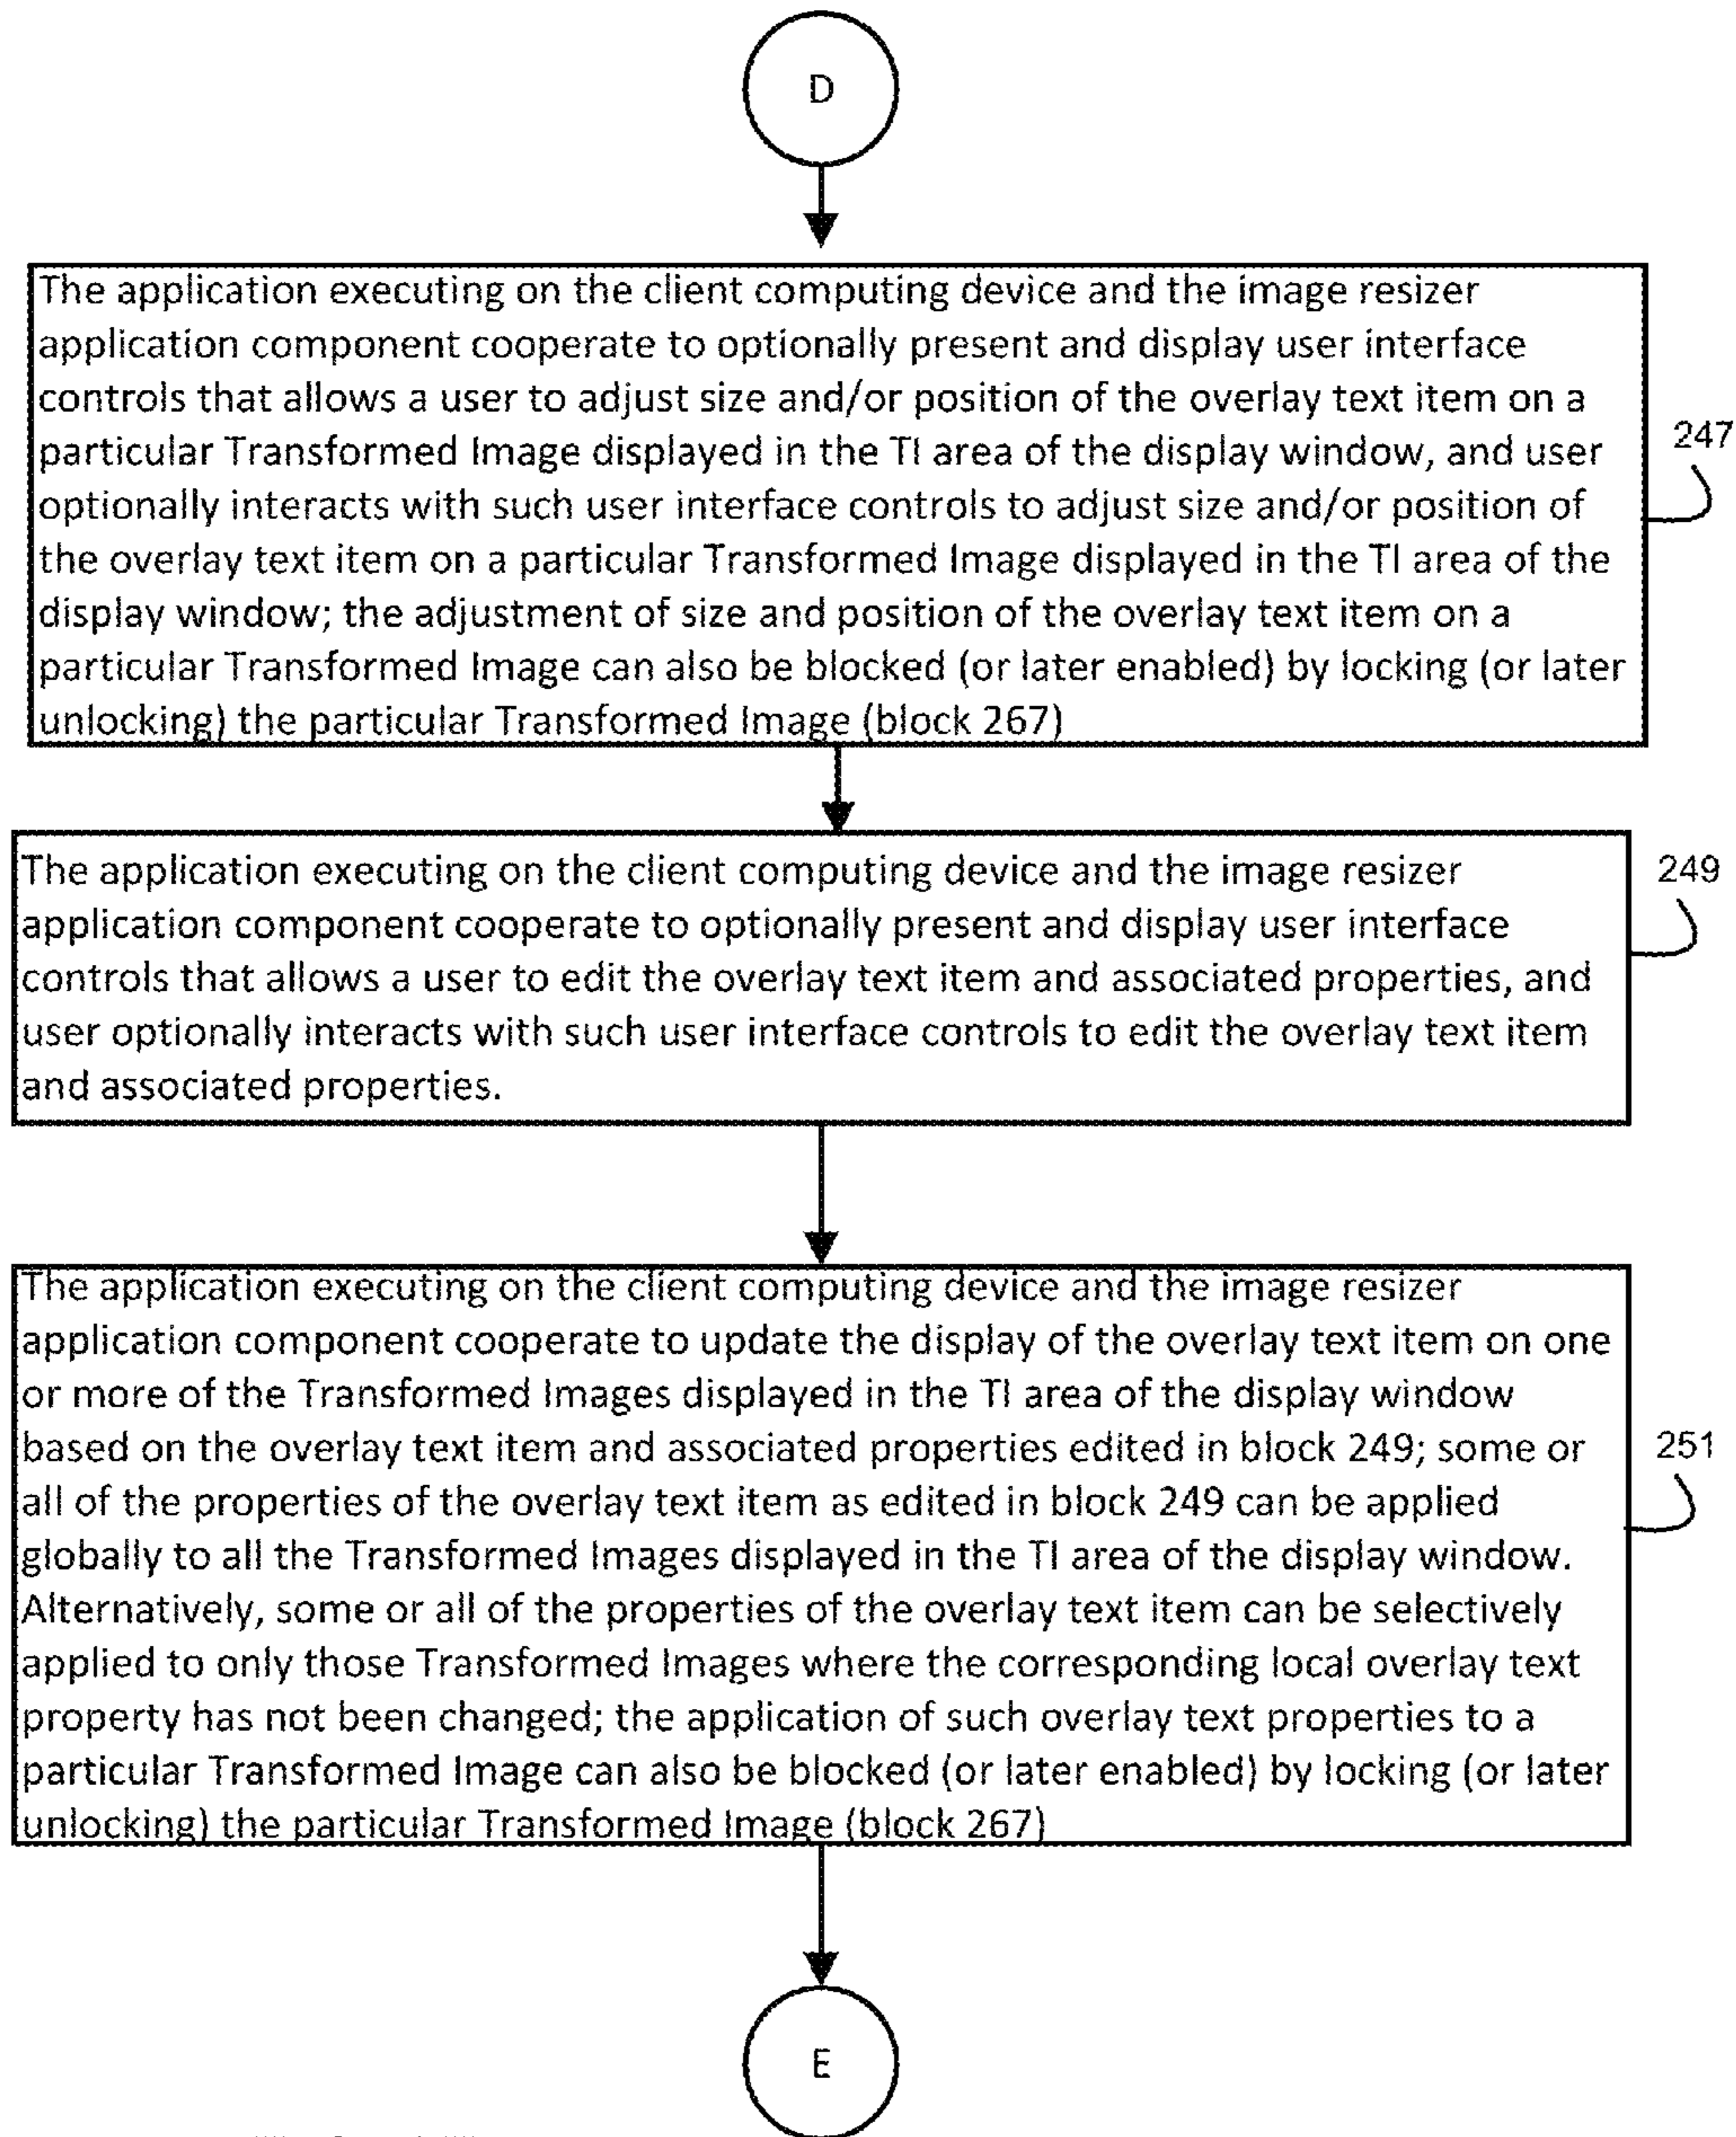 D
The application executing on the client computing device and the image resizer
application component cooperate to optionally present and display user interface
controls that allows a user to adjust size and/or position of the overlay text item on a
particular Transformed Image displayed in the TI area of the display window, and user
optionally interacts with such user interface controls to adjust size and/or position of
the overlay text item on a particular Transformed Image displayed in the TI area of the
display window; the adjustment of size and position of the overlay text item on a
particular Transformed Image can also be blocked (or later enabled) by locking (or later
unlocking) the particular Transformed Image (block 267)
247
The application executing on the client computing device and the image resizer
application component cooperate to optionally present and display user interface
controls that allows a user to edit the overlay text item and associated properties, and
user optionally interacts with such user interface controls to edit the overlay text item
and associated properties.
249
The application executing on the client computing device and the image resizer
application component cooperate to update the display of the overlay text item on one
or more of the Transformed Images displayed in the TI area of the display window
based on the overlay text item and associated properties edited in block 249; some or
all of the properties of the overlay text item as edited in block 249 can be applied
globally to all the Transformed Images displayed in the TI area of the display window.
Alternatively, some or all of the properties of the overlay text item can be selectively
applied to only those Transformed Images where the corresponding local overlay text
property has not been changed; the application of such overlay text properties to a
particular Transformed Image can also be blocked (or later enabled) by locking (or later
unlocking) the particular Transformed Image (block 267)
251
E